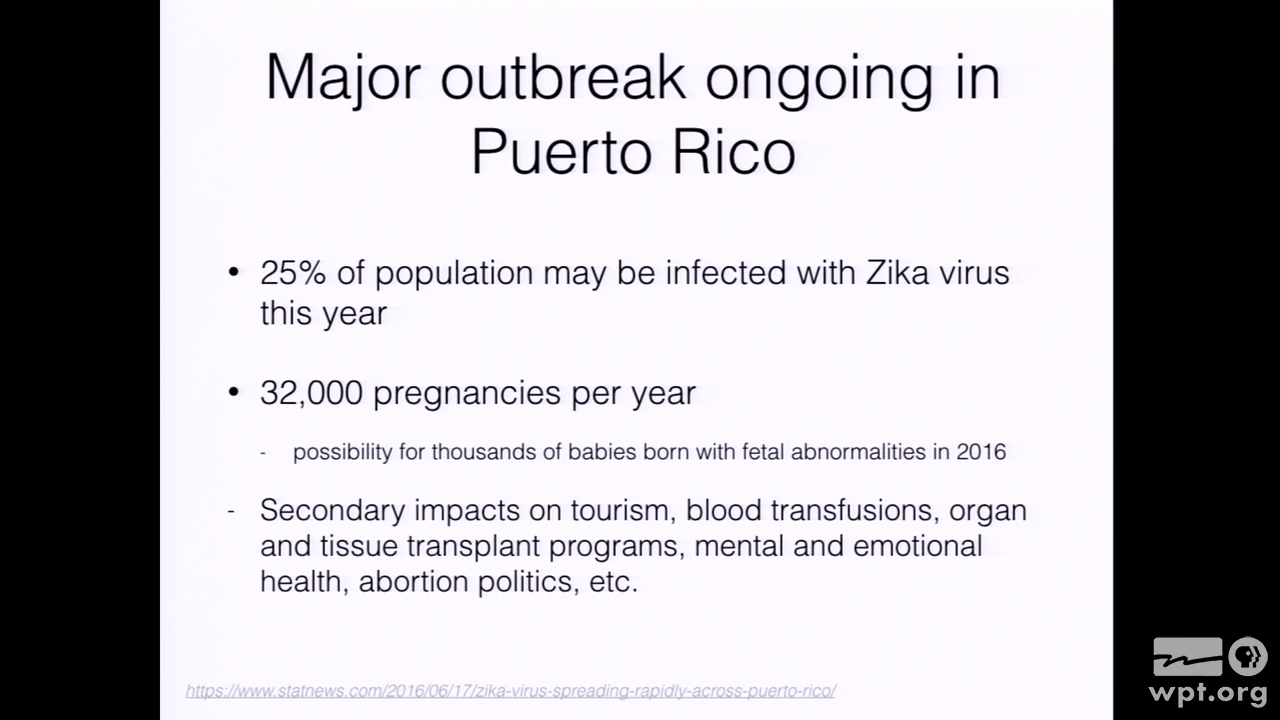 Major outbreak ongoing in
Puerto Rico
• 25% of population may be infected with Zika virus
this year
• 32,000 pregnancies per year
- possibility for thousands of babies born with fetal abnormalities in 2016
- Secondary impacts on tourism, blood transfusions, organ
and tissue transplant programs, mental and emotional
health, abortion politics, etc.
https://www.statnews.com/2016/06/17/zika-virus-spreading-rapidly-across-puerto-rico/
wpt.org